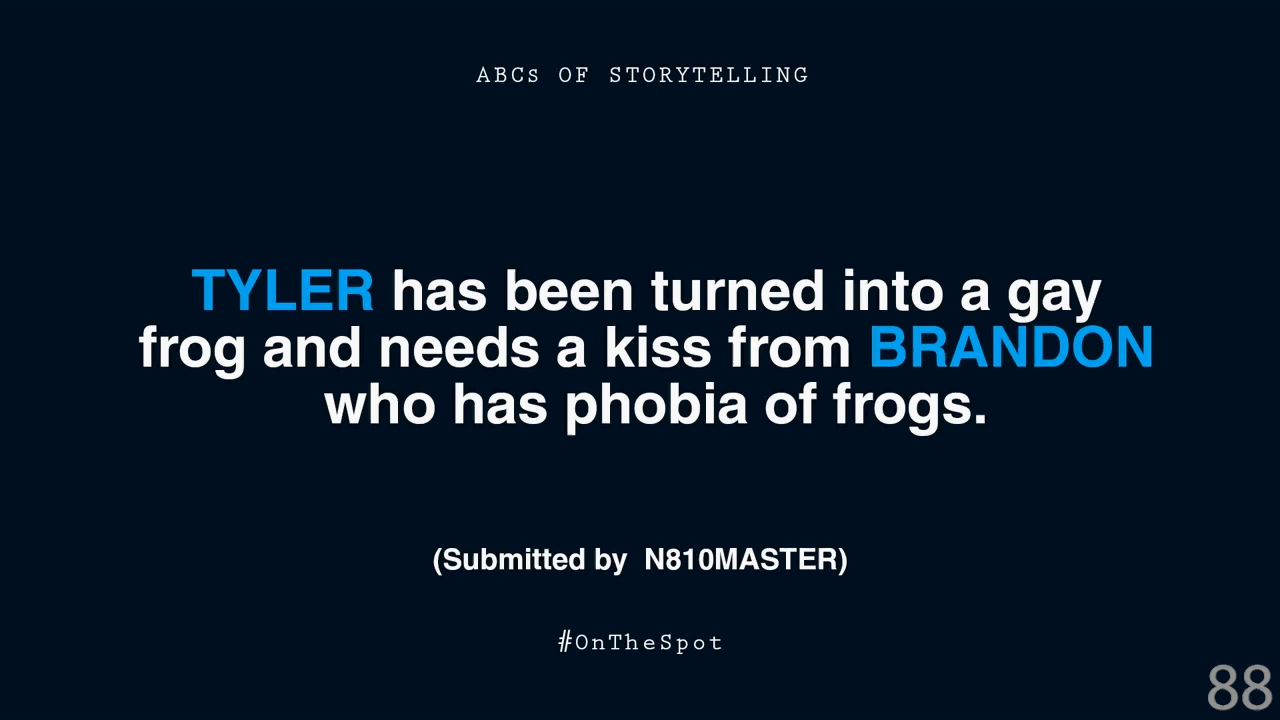 ABCs OF STORYTELLING
TYLER has been turned into a gay
frog and needs a kiss from BRANDON
who has phobia of frogs.
(Submitted by N810MASTER)
#OnTheSpot
88